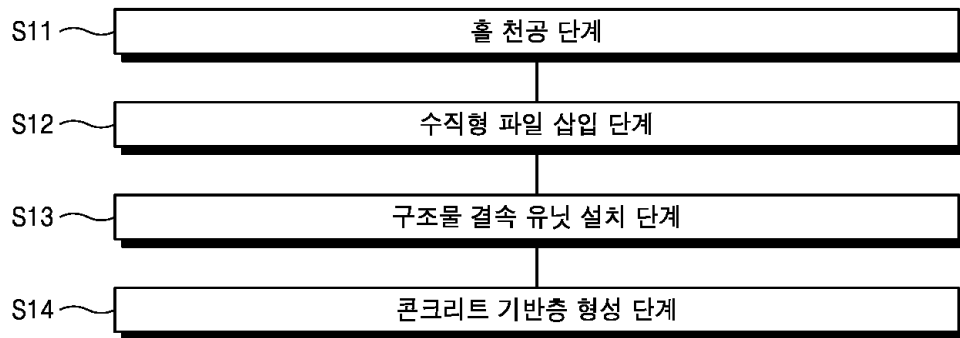 S11 홀 천공 단계
S12 수직형 파일 삽입 단계
S13 구조물 결속 유닛 설치 단계
S14 콘크리트 기반층 형성 단계